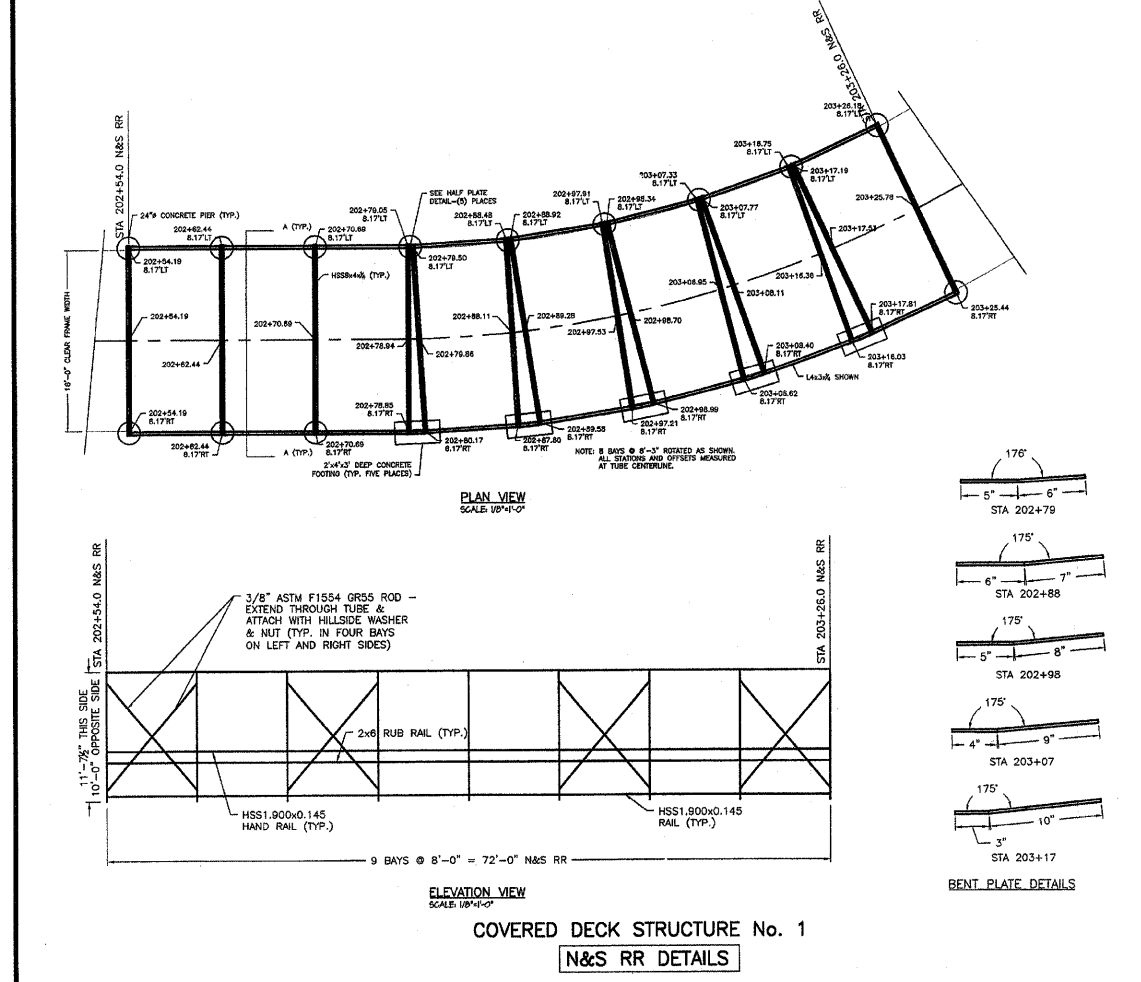 STA 202+54.0 N&S RR
STA 203+26.0 N&S RR
24"ø CONCRETE PIER (TYP.)
202+62.44
8.17'LT
A (TYP.)
202+70.69
8.17'LT
202+79.05
8.17'LT
SEE HALF PLATE
DETAIL-(5) PLACES
202+88.48
8.17'LT
202+88.92
8.17'LT
202+97.91
8.17'LT
202+98.34
8.17'LT
203+07.33
8.17'LT
203+07.77
8.17'LT
203+16.75
8.17'LT
203+17.19
8.17'LT
203+26.18
8.17'LT
202+54.19
8.17'LT
202+79.50
8.17'LT
16'-0" CLEAR FRAME WIDTH
202+54.19
202+62.44
202+70.69
202+78.94
202+79.86
202+88.11
202+89.28
202+97.53
202+98.70
203+06.95
203+08.11
203+16.36
203+17.53
203+25.78
202+54.19
8.17'RT
202+62.44
8.17'RT
A (TYP.)
202+70.69
8.17'RT
202+78.85
8.17'RT
202+80.17
8.17'RT
202+87.80
8.17'RT
202+89.58
8.17'RT
202+97.21
8.17'RT
202+98.99
8.17'RT
203+06.62
8.17'RT
203+08.40
8.17'RT
203+16.03
8.17'RT
203+17.81
8.17'RT
203+25.44
8.17'RT
SHOWN
2'x4'x3' DEEP CONCRETE
FOOTING (TYP. FIVE PLACES)
NOTE: 8 BAYS @ 8'-3" ROTATED AS SHOWN.
ALL STATIONS AND OFFSETS MEASURED
AT TUBE CENTERLINE.
PLAN VIEW
SCALE: 1/8"=1'-0"
STA 202+54.0 N&S RR
3/8" ASTM F1554 GR55 ROD –
EXTEND THROUGH TUBE &
ATTACH WITH HILLSIDE WASHER
& NUT (TYP. IN FOUR BAYS
ON LEFT AND RIGHT SIDES)
STA 203+26.0 N&S RR
11'-7½" THIS SIDE
10'-0" OPPOSITE SIDE
2x6 RUB RAIL (TYP.)
HSS1.900x0.145
HAND RAIL (TYP.)
HSS1.900x0.145
RAIL (TYP.)
9 BAYS @ 8'-0" = 72'-0" N&S RR
ELEVATION VIEW
SCALE: 1/8"=1'-0"
176°
5" 6"
STA 202+79
175°
6" 7"
STA 202+88
175°
5" 8"
STA 202+98
175°
4" 9"
STA 203+07
175°
3" 10"
STA 203+17
BENT PLATE DETAILS
COVERED DECK STRUCTURE No. 1
N&S RR DETAILS